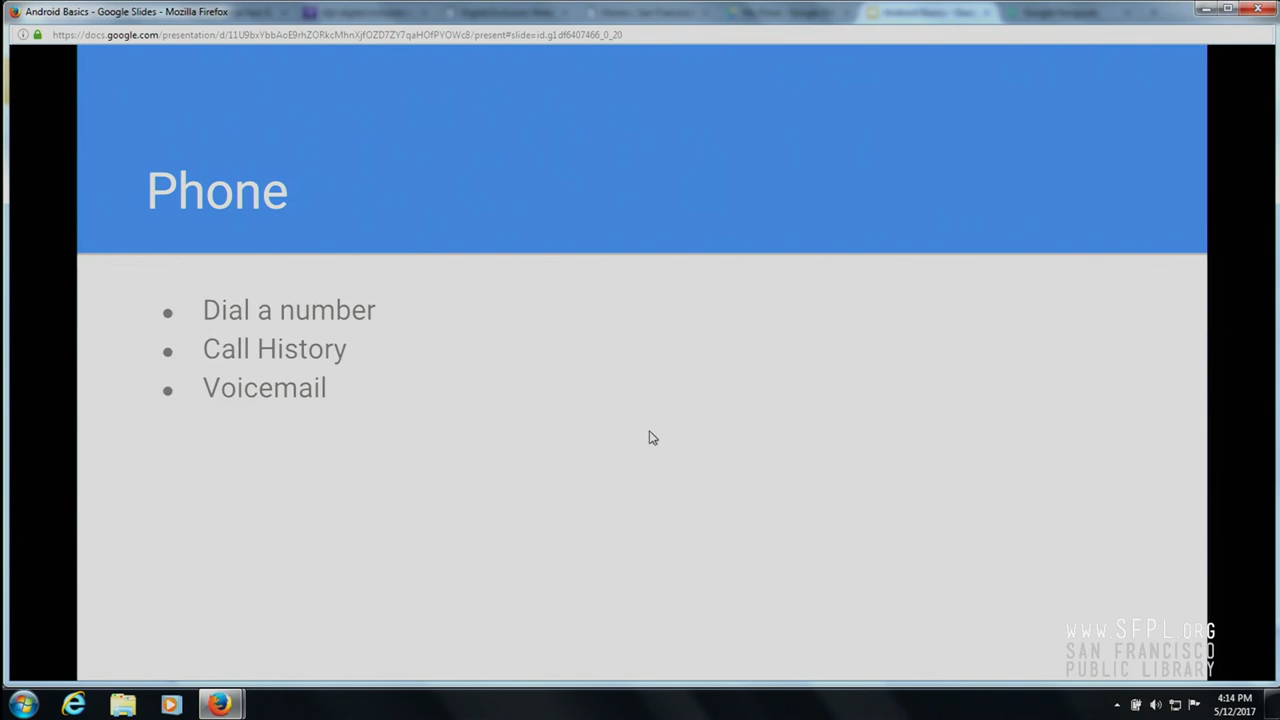 Android Basics - Google Slides - Mozilla Firefox
https://docs.google.com/presentation/d/11U9bxYbbAoE9rhZORkcMhnXjfOZD7ZY7qaHOfPYOWc8/present#slide=id.g1df6407466_0_20
Phone
● Dial a number
● Call History
● Voicemail
www.SFPL.ORG
SAN FRANCISCO
PUBLIC LIBRARY
4:14 PM
5/12/2017